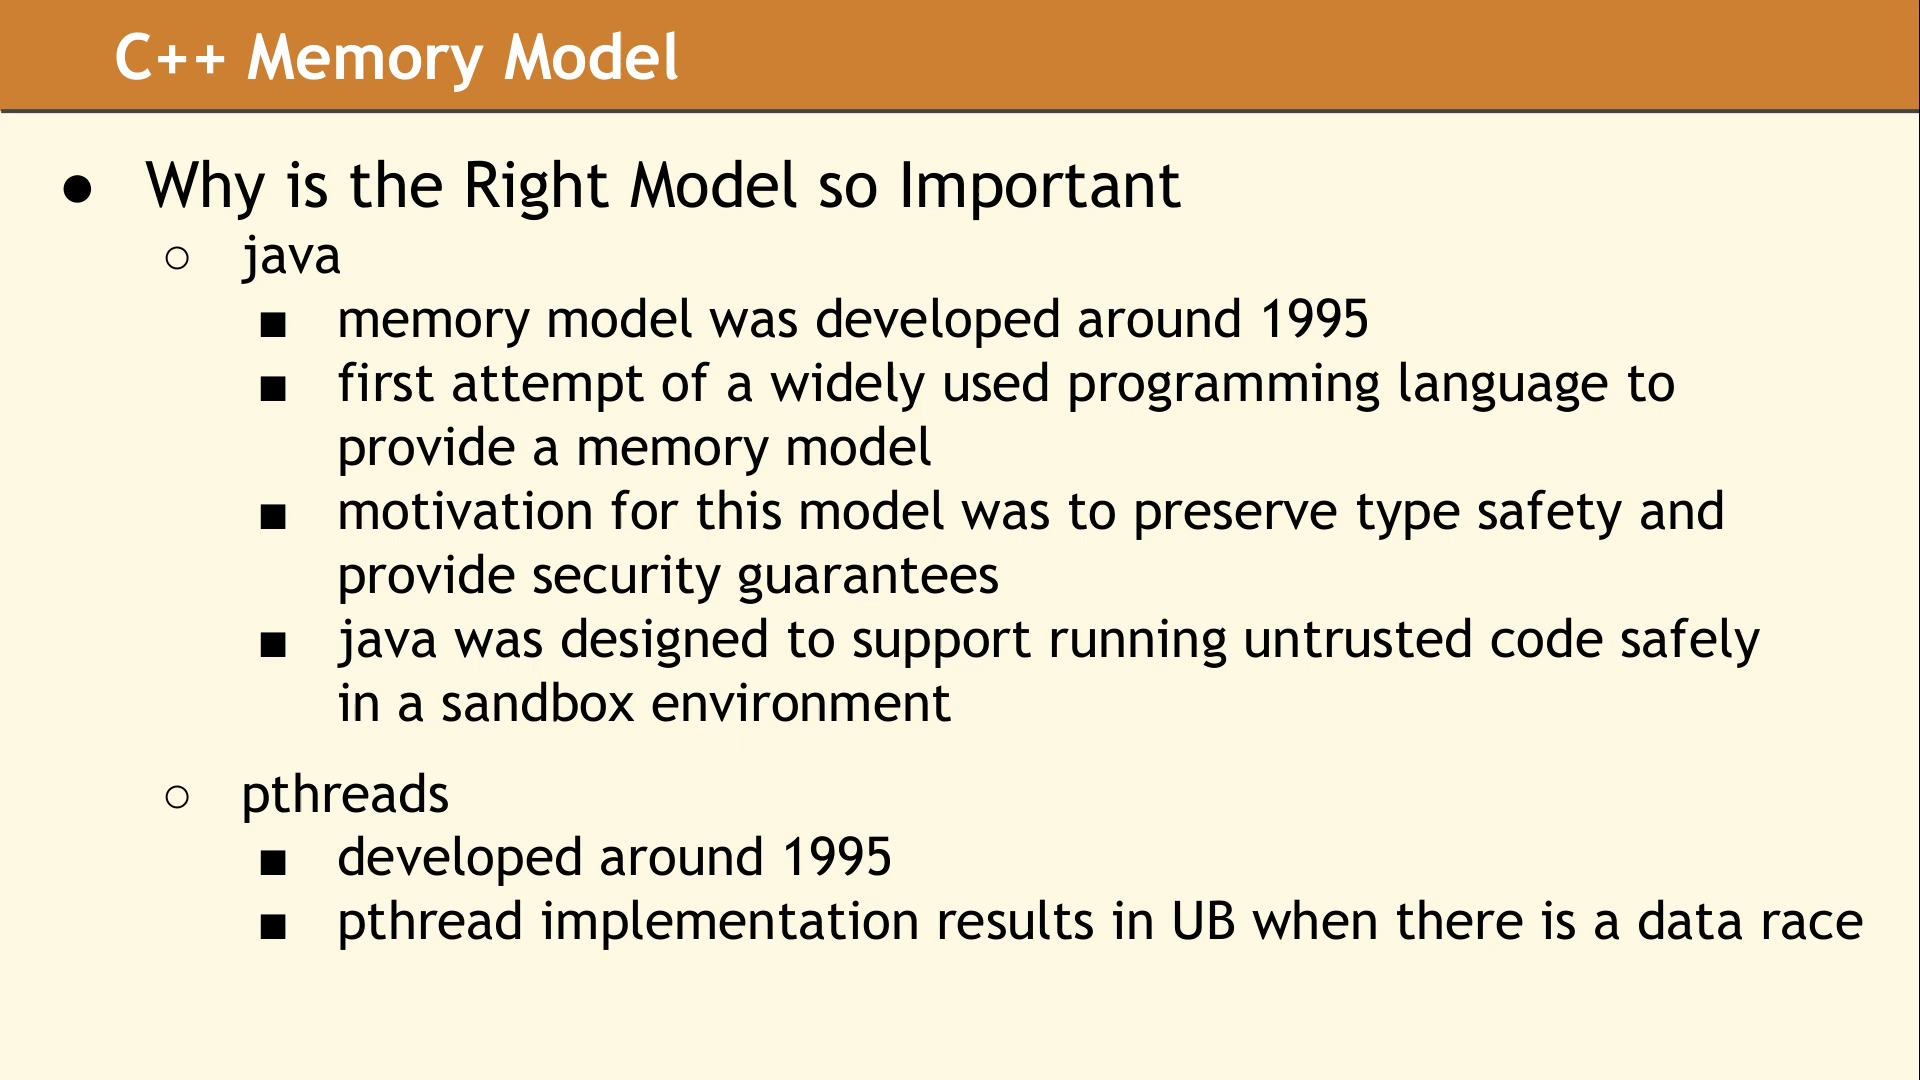 C++ Memory Model
● Why is the Right Model so Important
○ java
■ memory model was developed around 1995
■ first attempt of a widely used programming language to
provide a memory model
■ motivation for this model was to preserve type safety and
provide security guarantees
■ java was designed to support running untrusted code safely
in a sandbox environment
○ pthreads
■ developed around 1995
■ pthread implementation results in UB when there is a data race